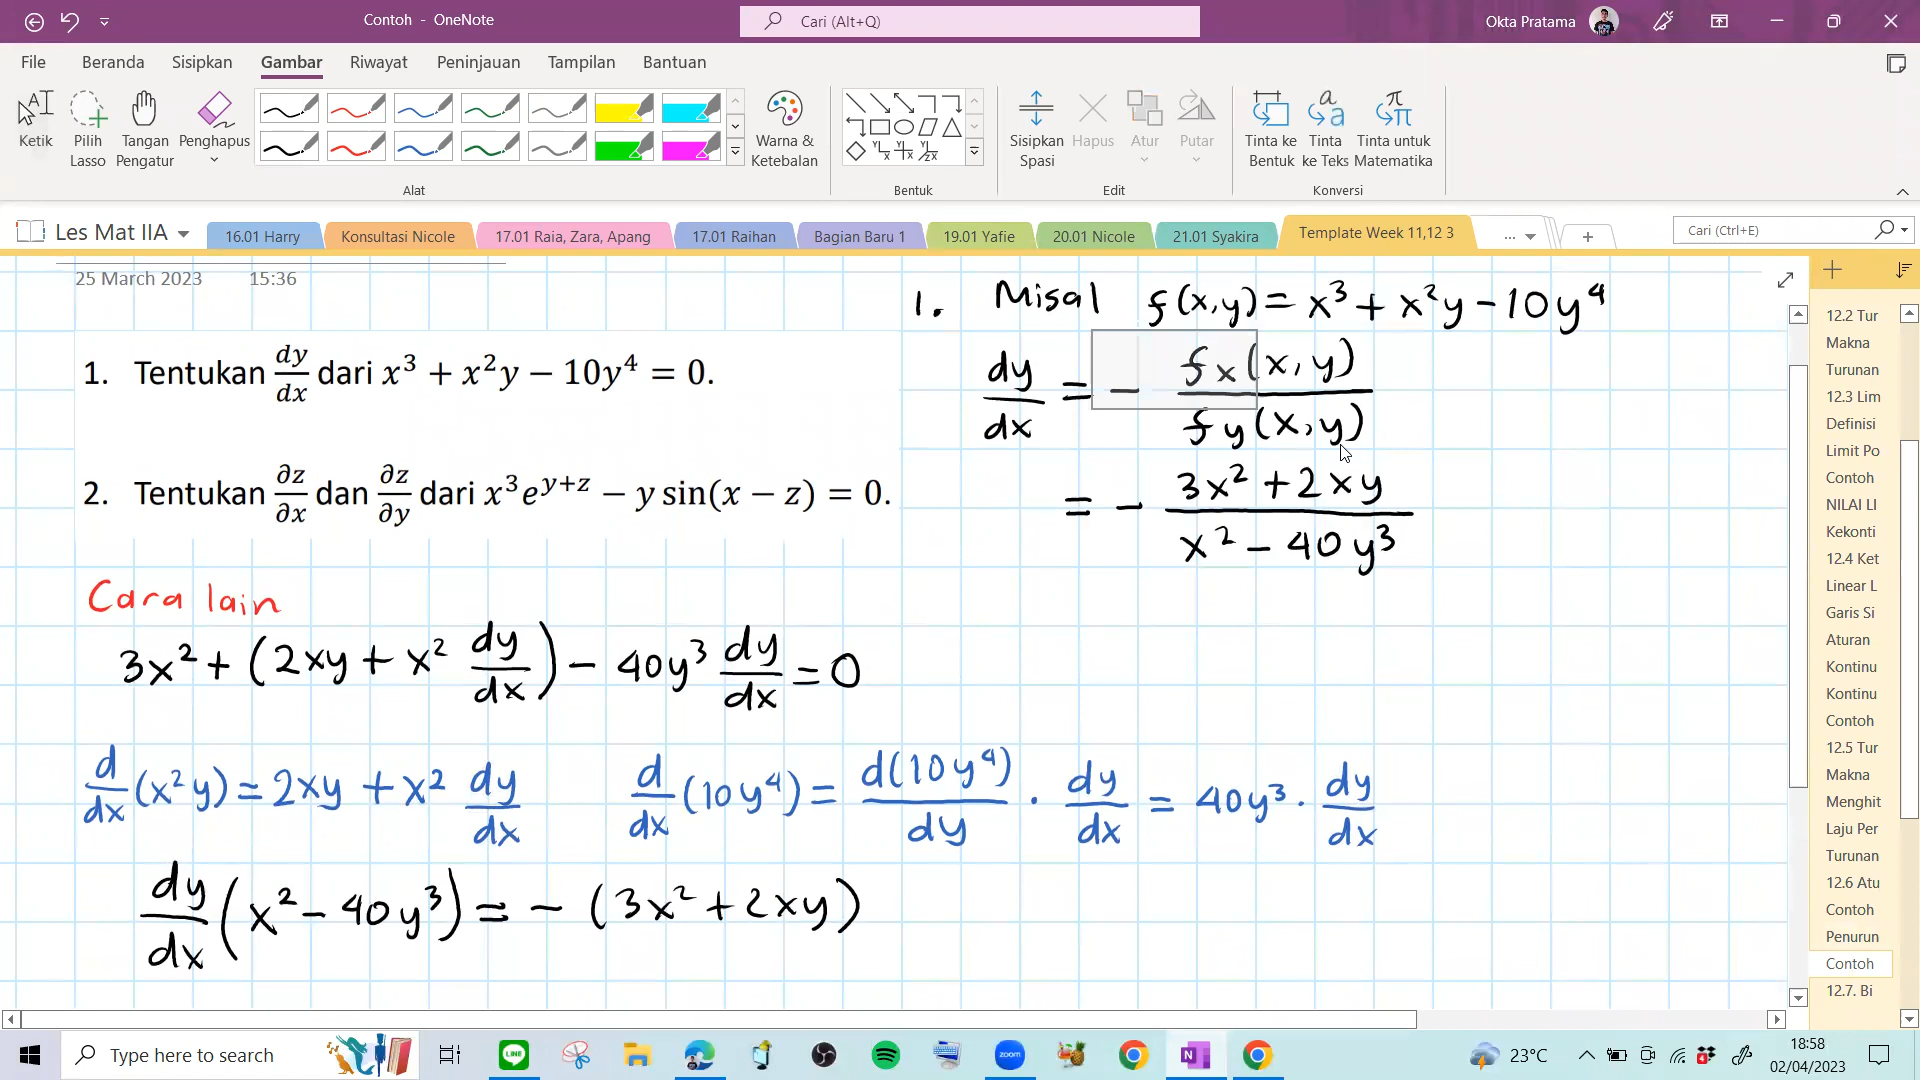 Contoh - OneNote
Cari (Alt+Q)
Okta Pratama
File Beranda Sisipkan Gambar Riwayat Peninjauan Tampilan Bantuan
Ketik
Pilih Lasso
Tangan Pengatur
Penghapus
Warna & Ketebalan
Sisipkan Spasi
Hapus
Atur
Putar
Tinta ke Bentuk
Tinta ke Teks
Tinta untuk Matematika
Alat Bentuk Edit Konversi
Les Mat IIA
16.01 Harry
Konsultasi Nicole
17.01 Raia, Zara, Apang
17.01 Raihan
Bagian Baru 1
19.01 Yafie
20.01 Nicole
21.01 Syakira
Template Week 11,12 3
...
Cari (Ctrl+E)
25 March 2023 15:36
1. Tentukan dy/dx dari x³ + x²y − 10y⁴ = 0.
2. Tentukan ∂z/∂x dan ∂z/∂y dari x³e^(y+z) − y sin(x − z) = 0.
1. Misal f(x,y) = x³ + x²y − 10y⁴
dy/dx = − fx(x,y)/fy(x,y)
= − (3x² + 2xy)/(x² − 40y³)
Cara lain
3x² + (2xy + x² dy/dx) − 40y³ dy/dx = 0
d/dx (x²y) = 2xy + x² dy/dx
d/dx (10y⁴) = d(10y⁴)/dy · dy/dx = 40y³ · dy/dx
dy/dx (x² − 40y³) = − (3x² + 2xy)
12.2 Tur
Makna
Turunan
12.3 Lim
Definisi
Limit Po
Contoh
NILAI LI
Kekonti
12.4 Ket
Linear L
Garis Si
Aturan
Kontinu
Kontinu
Contoh
12.5 Tur
Makna
Menghit
Laju Per
Turunan
12.6 Atu
Contoh
Penurun
Contoh
12.7. Bi
Type here to search
LINE
zoom
23°C
18:58
02/04/2023